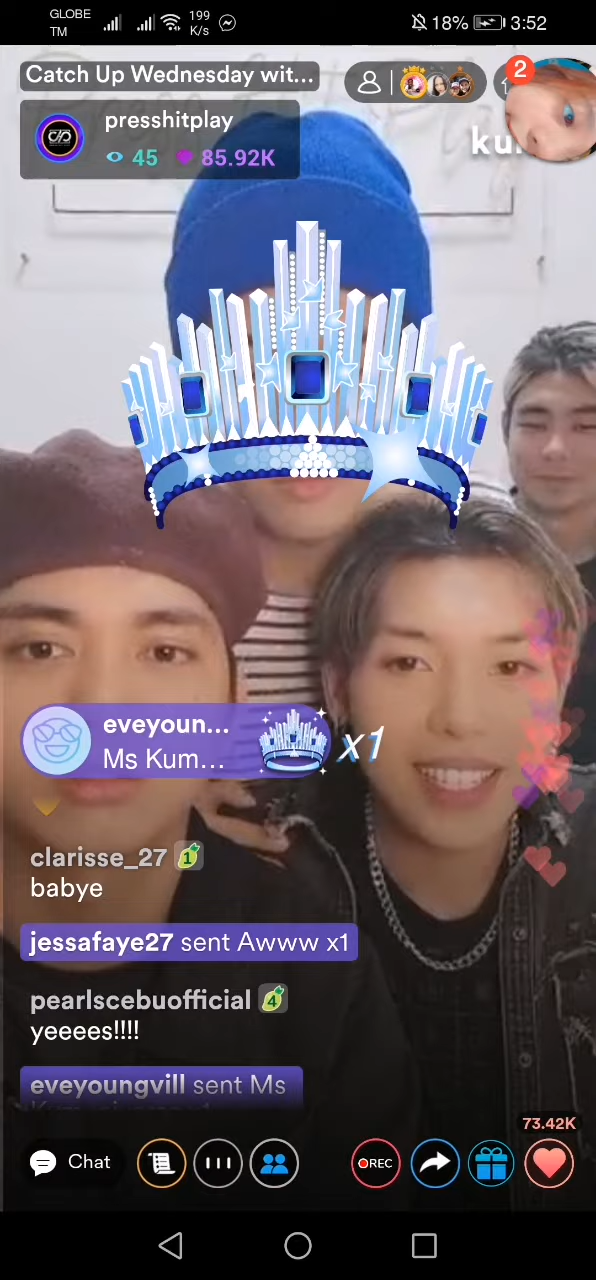 GLOBE
TM
199
K/s
18%
3:52
Catch Up Wednesday wit...
2
presshitplay
45
85.92K
eveyoun...
Ms Kum...
x1
clarisse_27 1
babye
jessafaye27 sent Awww x1
pearlscebuofficial 4
yeeees!!!!
eveyoungvill sent Ms
73.42K
Chat
REC